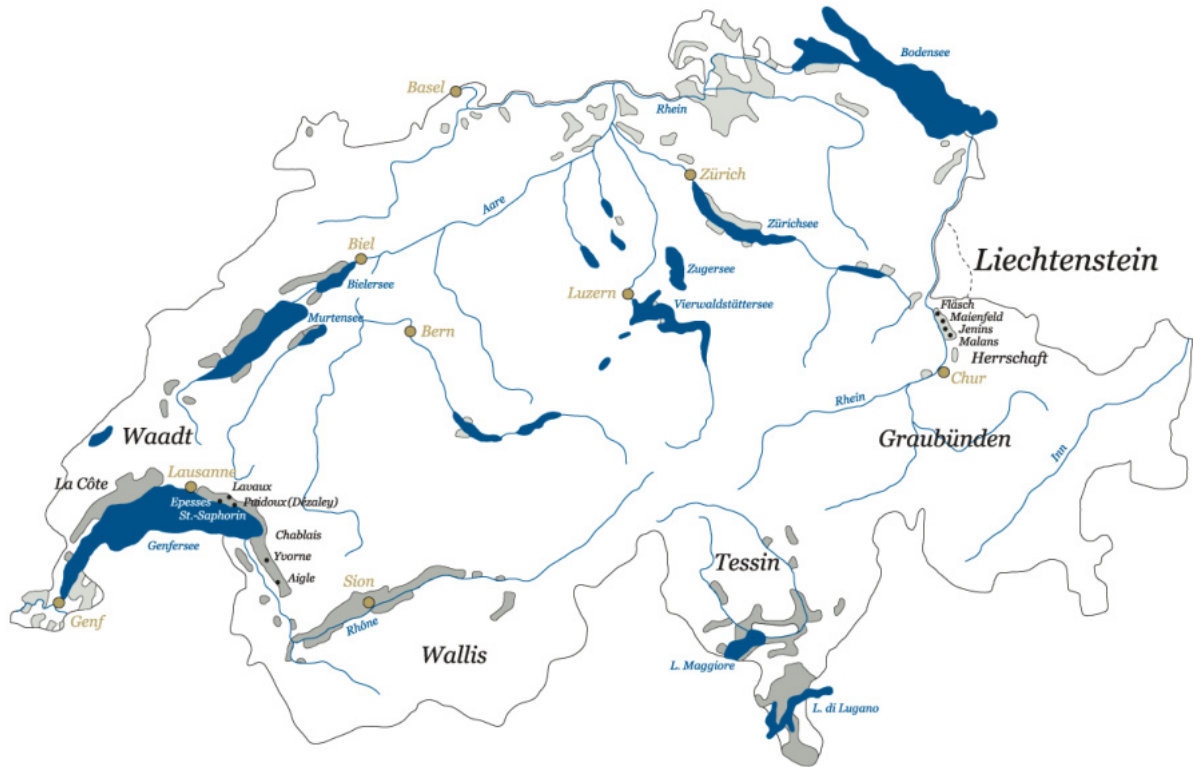 Bodensee
Basel
Rhein
Zürich
Aare
Zürichsee
Biel
Liechtenstein
Zugersee
Bielersee
Luzern
Vierwaldstättersee
Fläsch
Murtensee
Maienfeld
Bern
Jenins
Malans
Herrschaft
Chur
Rhein
Waadt
Graubünden
Inn
Lausanne
La Côte
Lavaux
Epesses
Puidoux (Dézaley)
St.-Saphorin
Chablais
Genfersee
Yvorne
Tessin
Aigle
Sion
Genf
Rhône
Wallis
L. Maggiore
L. di Lugano